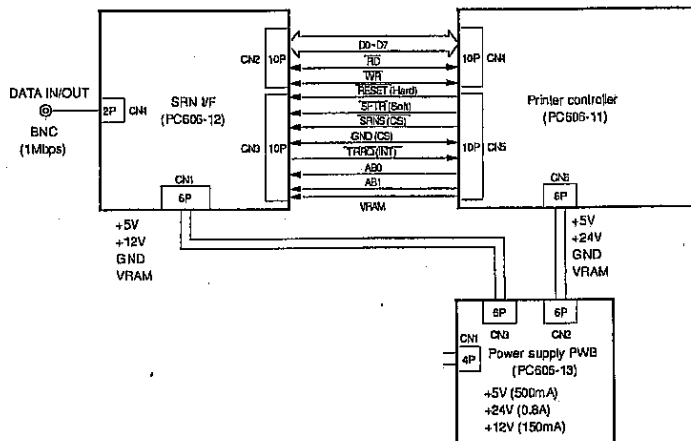 DATA IN/OUT
BNC
(1Mbps)
2P
CN4
SRN I/F
(PC606-12)
CN2
10P
CN3
10P
CN1
6P
+5V
+12V
GND
VRAM
D0~D7
RD
WR
RESET (Hard)
SFTR (Soft)
SRNS (CS)
GND (CS)
TRRQ (INT)
AB0
AB1
VRAM
10P
CN4
10P
CN5
Printer controller
(PC606-11)
CN6
6P
+5V
+24V
GND
VRAM
6P
CN3
6P
CN2
CN1
4P
Power supply PWB
(PC606-13)
+5V (500mA)
+24V (0.8A)
+12V (150mA)